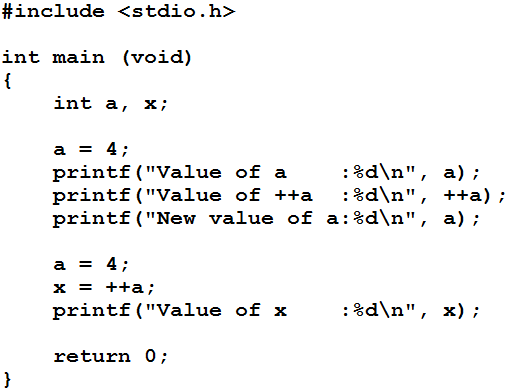 #include <stdio.h>

int main (void)
{
    int a, x;

    a = 4;
    printf("Value of a    :%d\n", a);
    printf("Value of ++a  :%d\n", ++a);
    printf("New value of a:%d\n", a);

    a = 4;
    x = ++a;
    printf("Value of x    :%d\n", x);

    return 0;
}